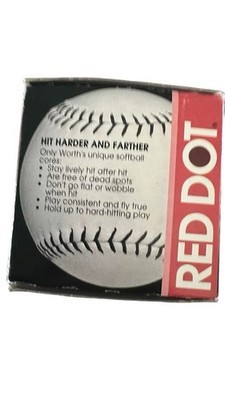 HIT HARDER AND FARTHER
Only Worth's unique softball
cores:
• Stay lively hit after hit
• Are free of dead spots
• Don't go flat or wobble
when hit
• Play consistent and fly true
• Hold up to hard-hitting play
RED DOT®